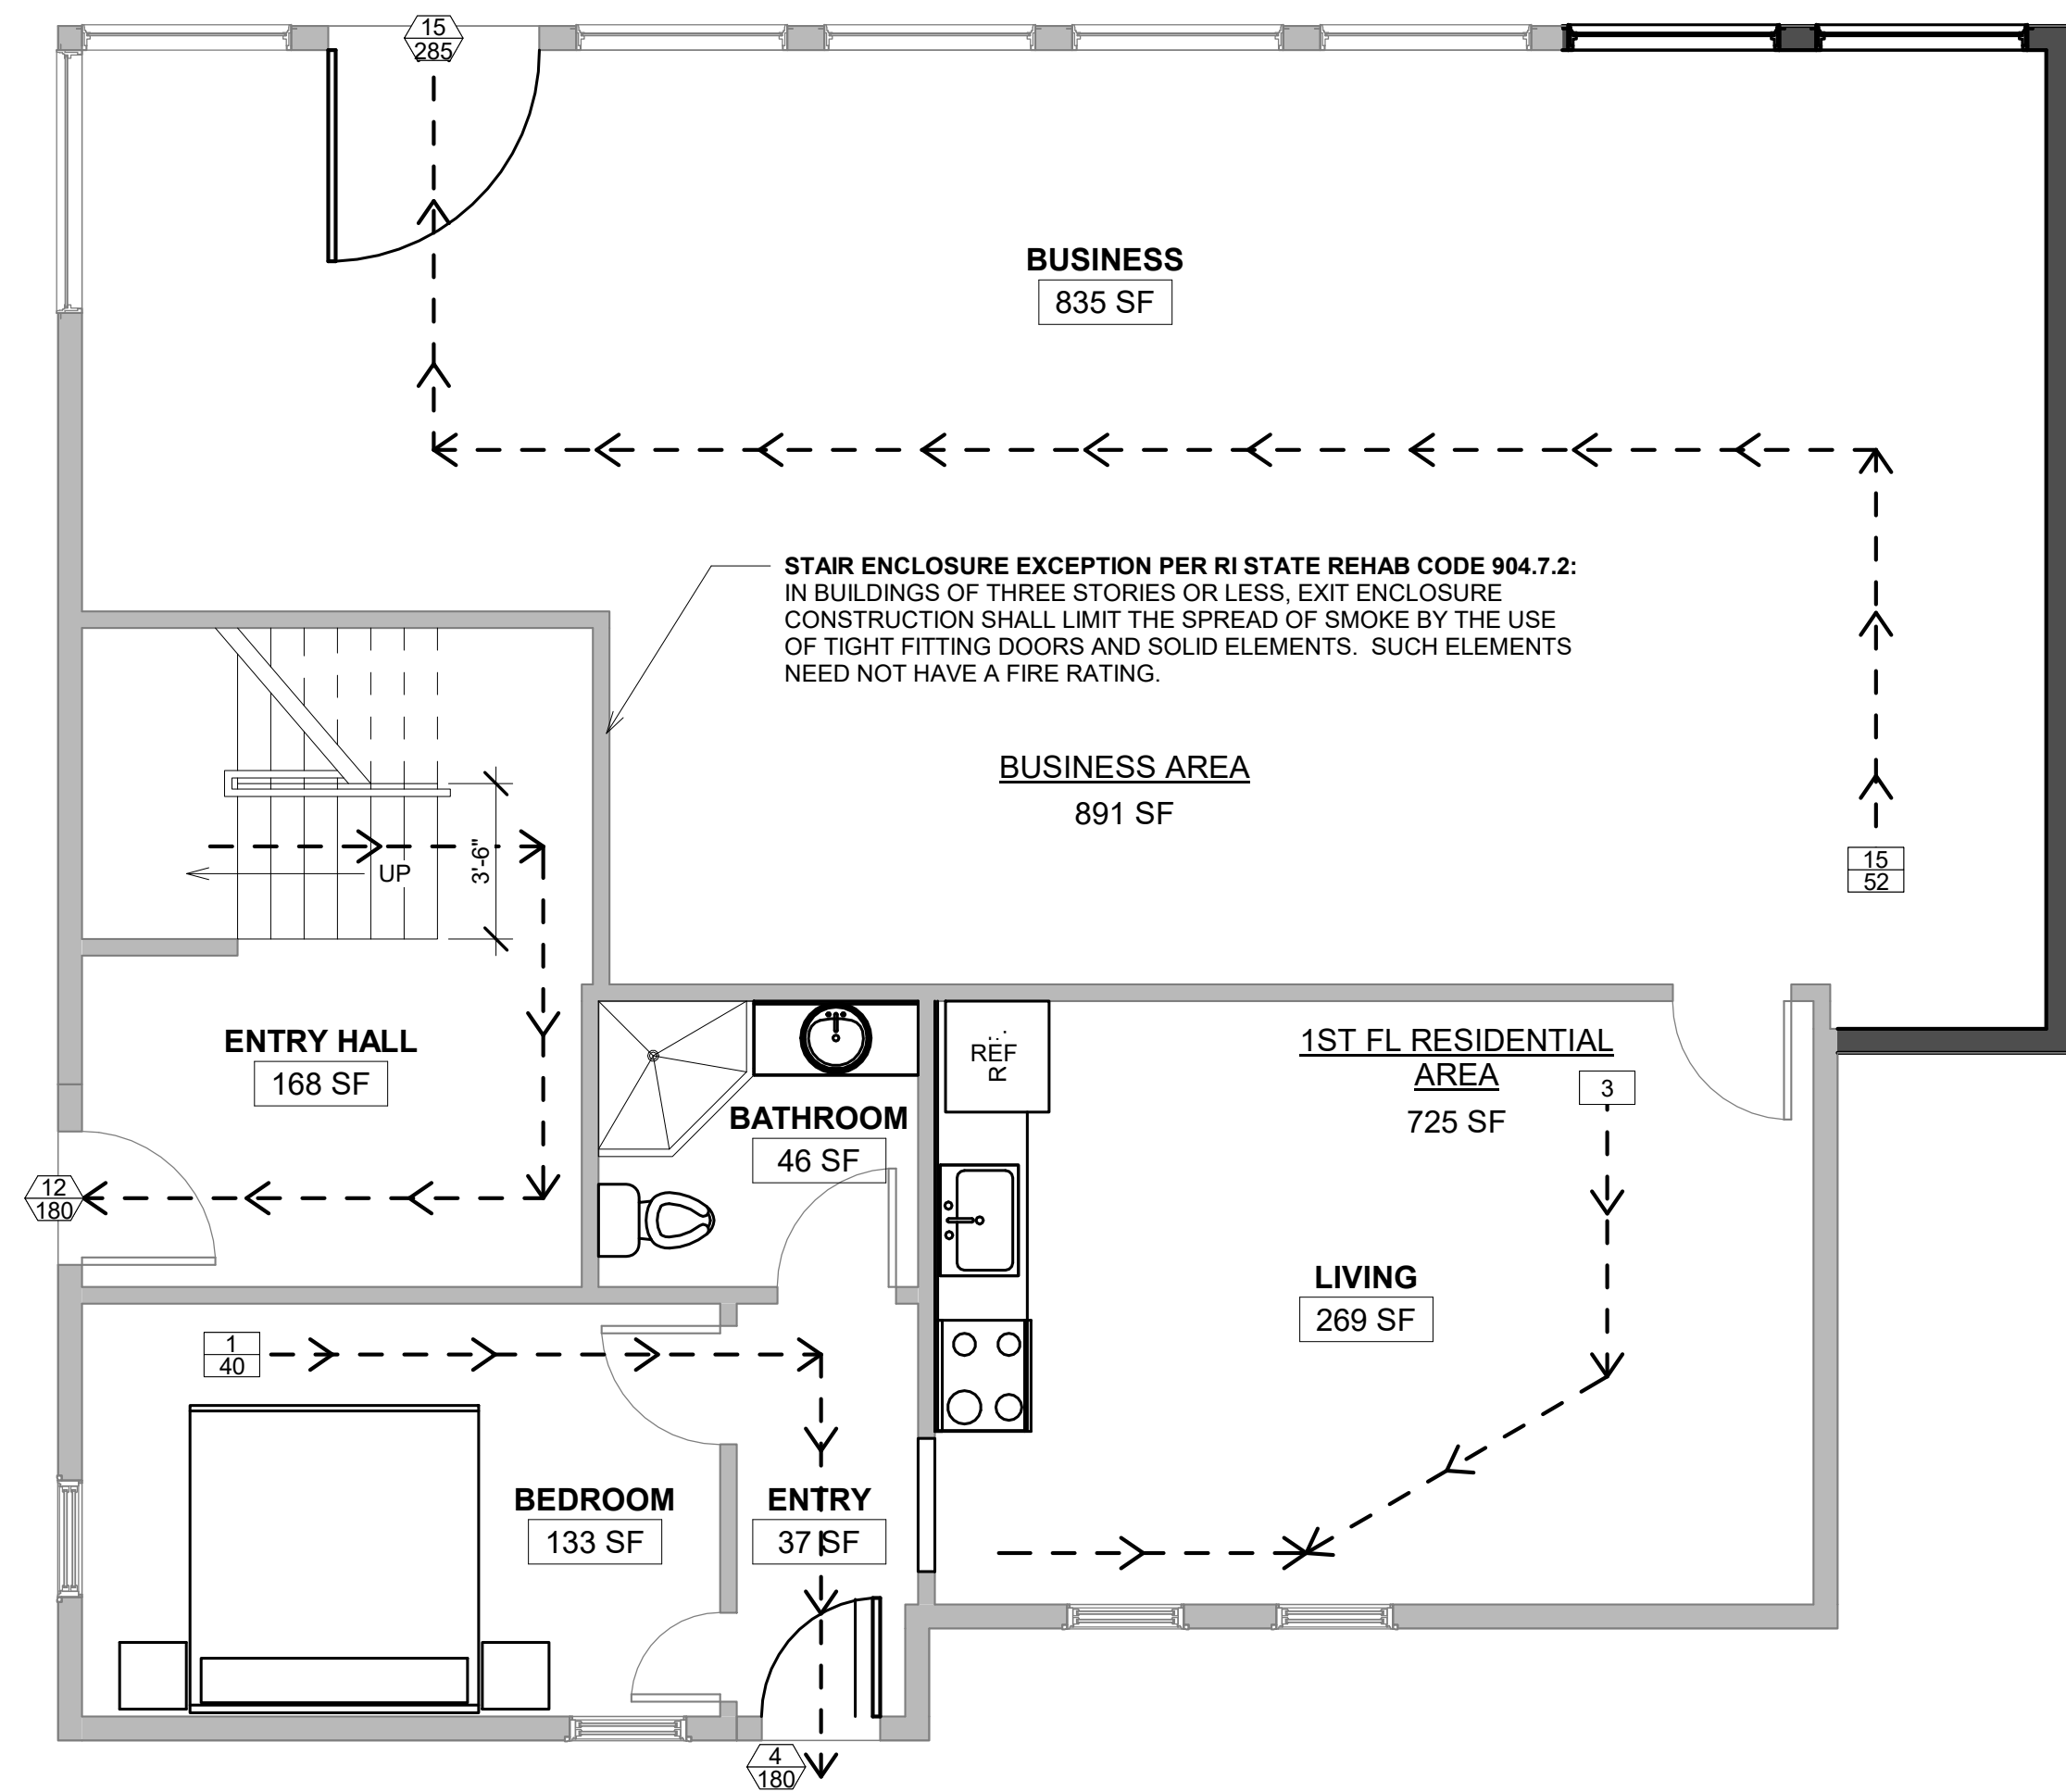 15
285
BUSINESS
835 SF
STAIR ENCLOSURE EXCEPTION PER RI STATE REHAB CODE 904.7.2:
IN BUILDINGS OF THREE STORIES OR LESS, EXIT ENCLOSURE
CONSTRUCTION SHALL LIMIT THE SPREAD OF SMOKE BY THE USE
OF TIGHT FITTING DOORS AND SOLID ELEMENTS.  SUCH ELEMENTS
NEED NOT HAVE A FIRE RATING.
BUSINESS AREA
891 SF
15
52
UP
3'-6"
ENTRY HALL
168 SF
REF.
R
1ST FL RESIDENTIAL
AREA
725 SF
3
BATHROOM
46 SF
12
180
LIVING
269 SF
1
40
BEDROOM
133 SF
ENTRY
37 SF
4
180